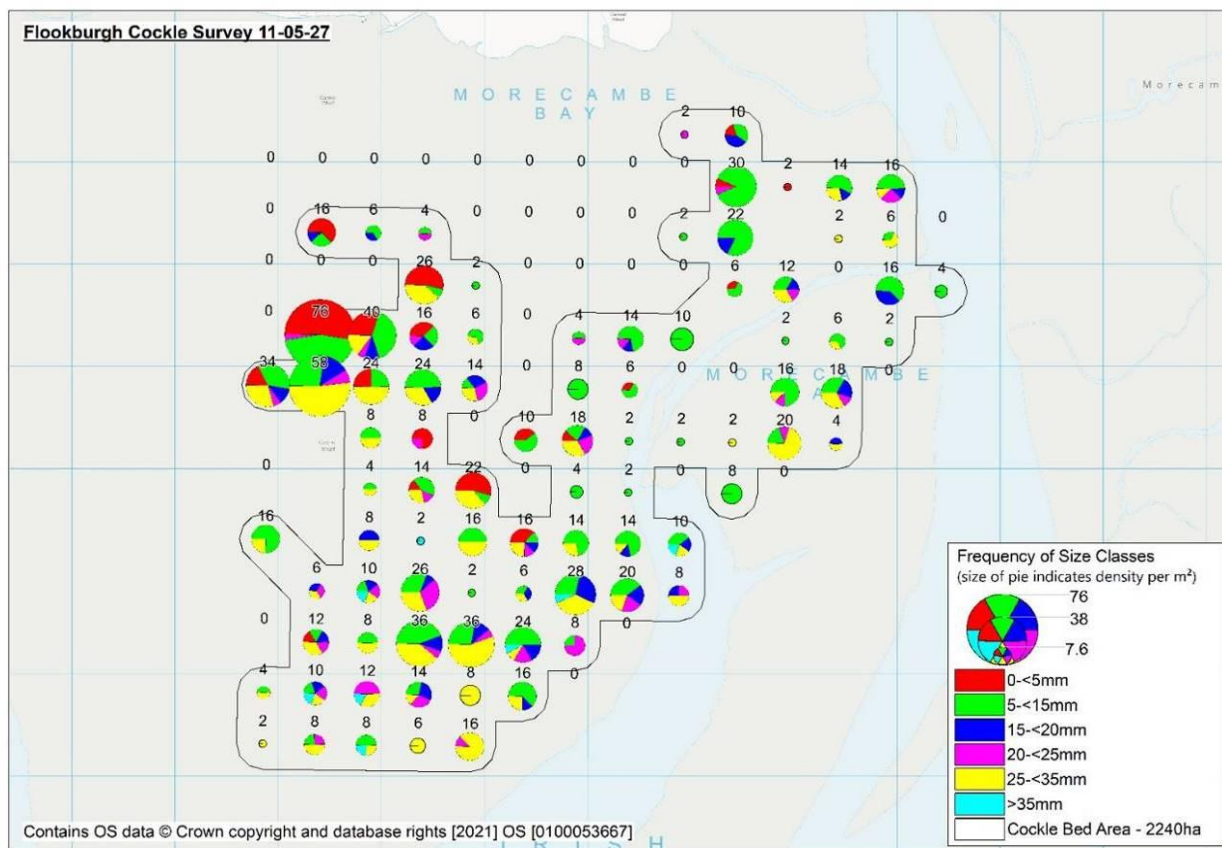 Flookburgh Cockle Survey 11-05-27
MORECAMBE
BAY
Morecam
2 10
0 0 0 0 0 0 0 0 0 30 2 14 16
0 16 6 4 0 0 0 0 2 22 2 6 0
0 0 0 26 2 0 0 0 0 6 12 0 16 4
0 76 40 16 6 0 4 14 10 2 6 2
34 58 24 24 14 8 6 0 0 16 18 0
MORECAMBE
8 8 0 10 18 2 2 2 20 4
0 4 14 22 0 4 2 0 8 0
16 8 2 16 16 14 14 10
6 10 26 2 6 28 20 8
0 12 8 36 36 24 8 0
4 10 12 14 8 16 0
2 8 8 6 16
Frequency of Size Classes
(size of pie indicates density per m²)
76
38
7.6
0-<5mm
5-<15mm
15-<20mm
20-<25mm
25-<35mm
>35mm
Cockle Bed Area - 2240ha
Contains OS data © Crown copyright and database rights [2021] OS [0100053667]